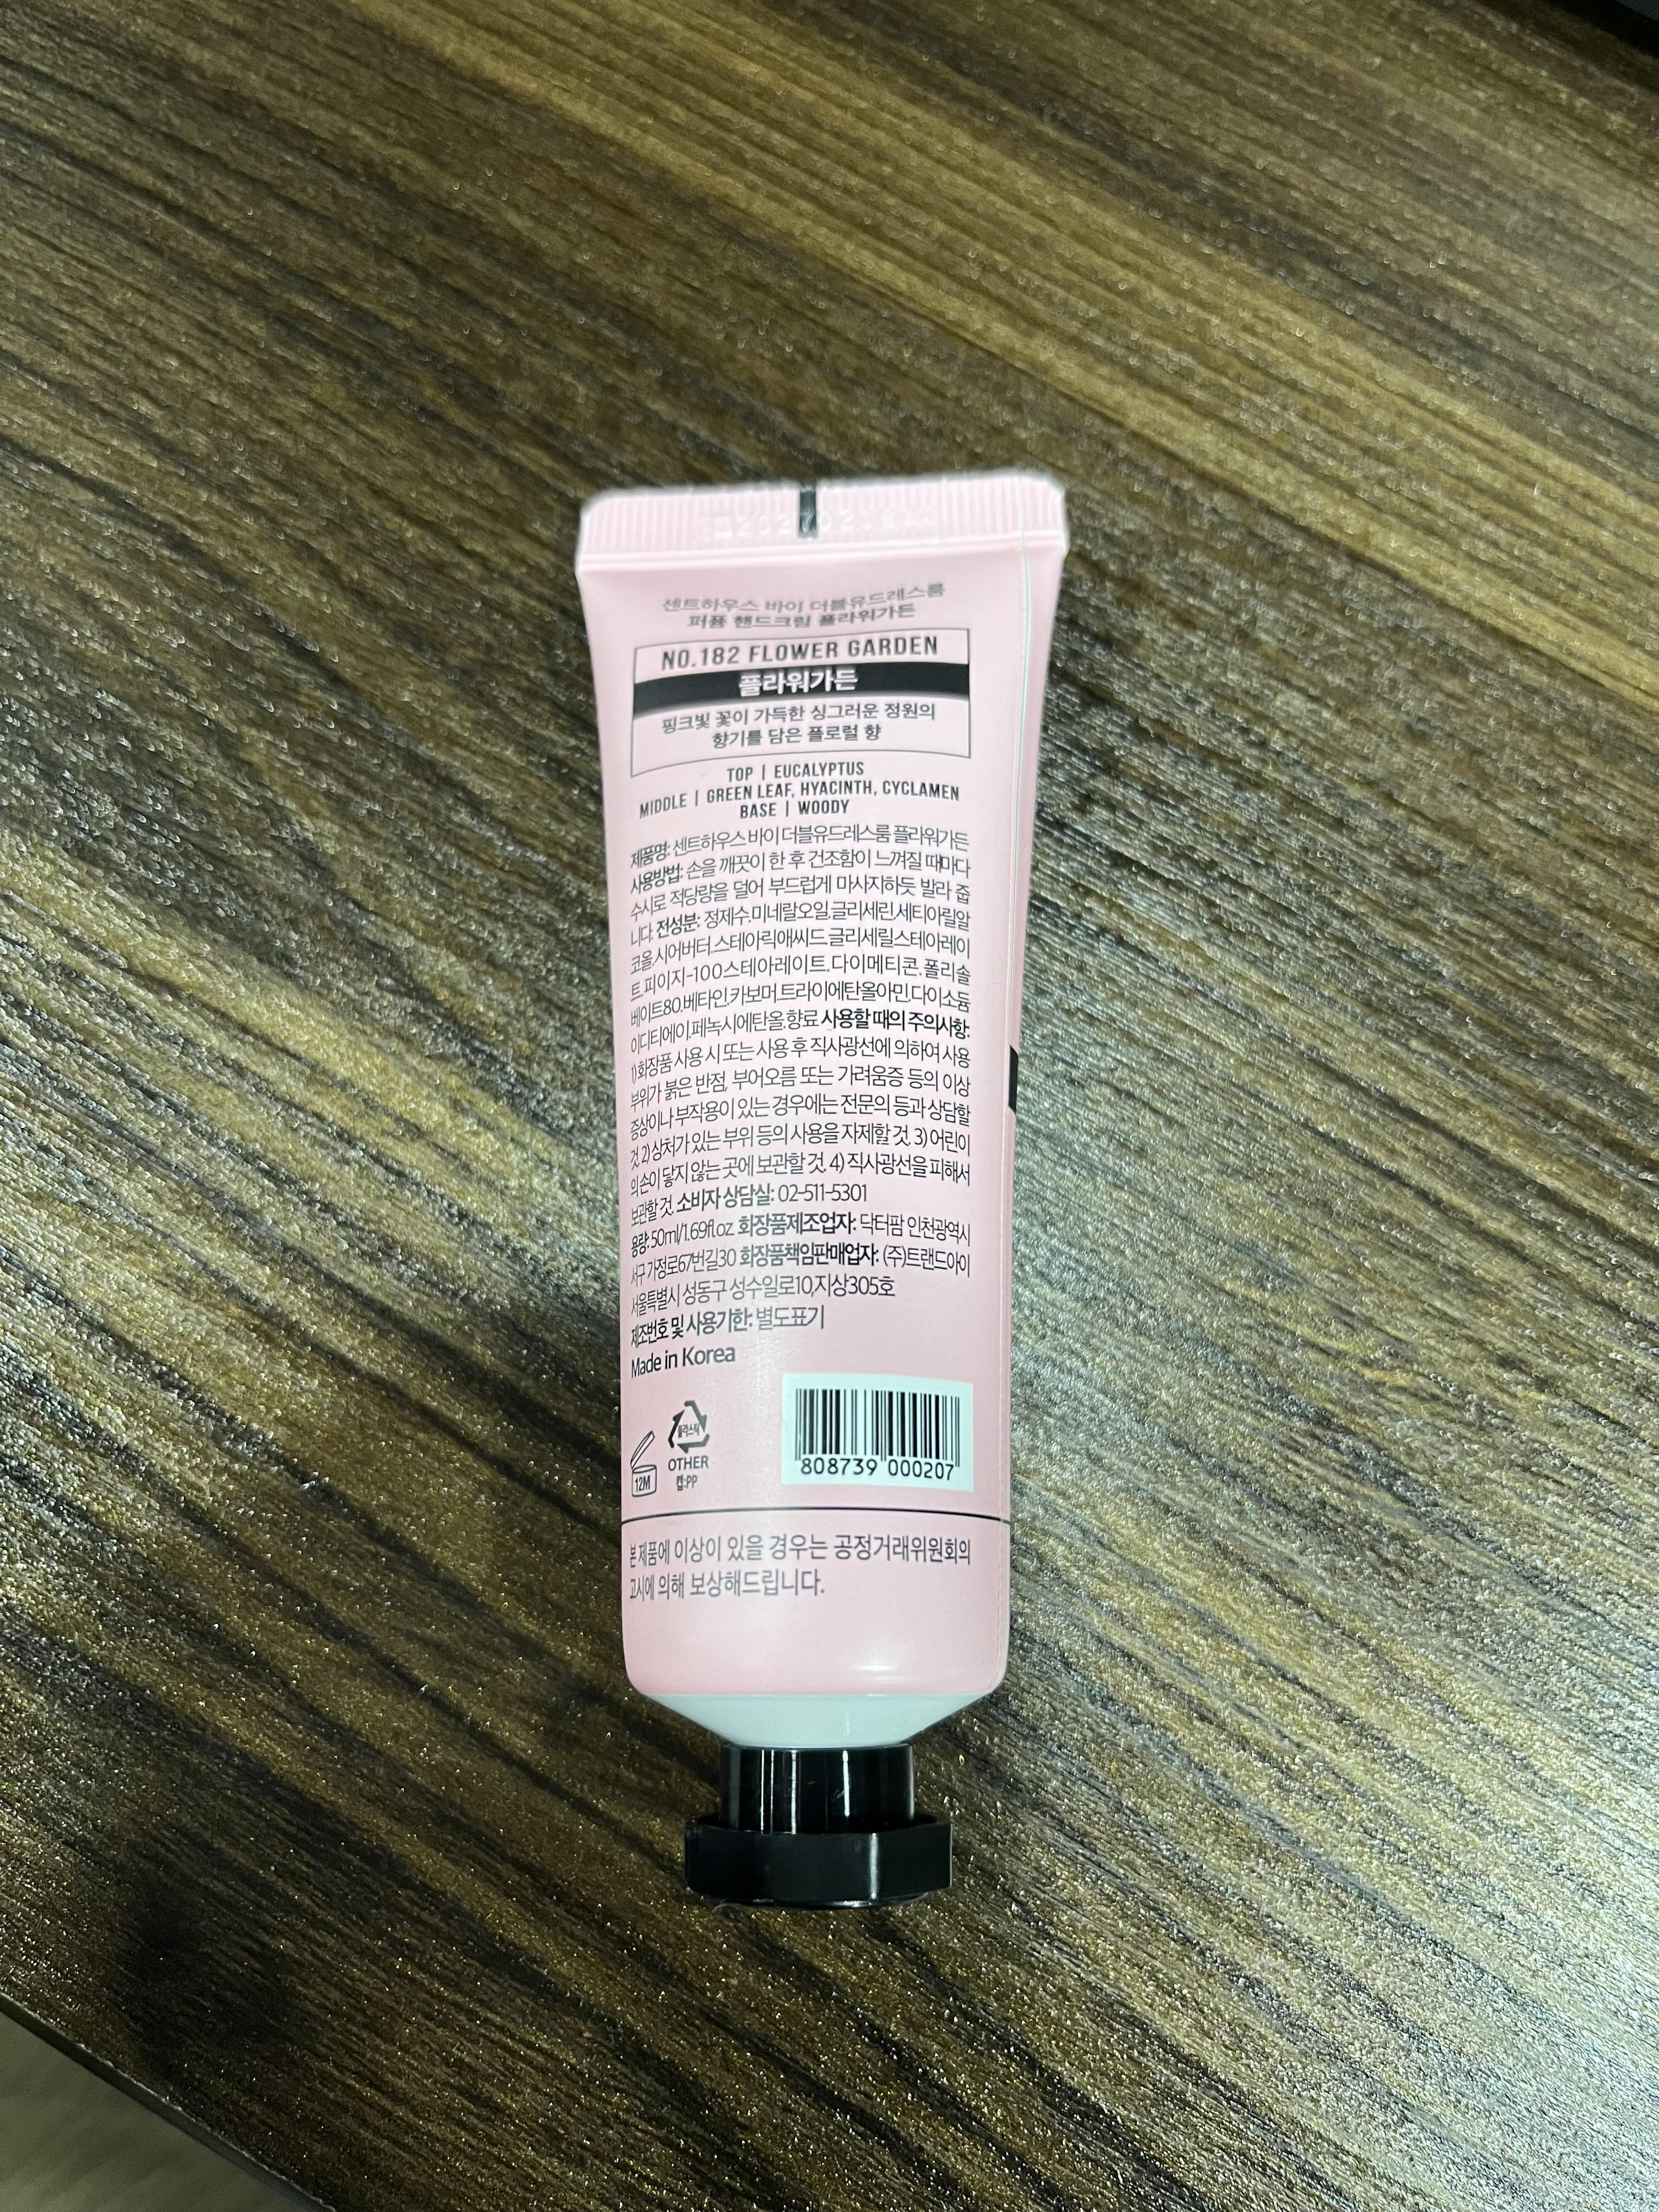 센트하우스 바이 더블유드레스룸
퍼퓸 핸드크림 플라워가든
NO.182 FLOWER GARDEN
플라워가든
핑크빛 꽃이 가득한 싱그러운 정원의
향기를 담은 플로럴 향
TOP | EUCALYPTUS
MIDDLE | GREEN LEAF, HYACINTH, CYCLAMEN
BASE | WOODY
제품명: 센트하우스 바이 더블유드레스룸 플라워가든
사용방법: 손을 깨끗이 한 후 건조함이 느껴질 때마다
수시로 적당량을 덜어 부드럽게 마사지하듯 발라 줍
니다. 전성분: 정제수.미네랄오일.글리세린.세티아릴알
코올.시어버터.스테아릭애씨드.글리세릴스테아레이
트.피이지-100스테아레이트.다이메티콘.폴리솔
베이트80.베타인.카보머.트라이에탄올아민.다이소듐
이디티에이.페녹시에탄올.향료 사용할 때의 주의사항:
1) 화장품 사용 시 또는 사용 후 직사광선에 의하여 사용
부위가 붉은 반점, 부어오름 또는 가려움증 등의 이상
증상이나 부작용이 있는 경우에는 전문의 등과 상담할
것. 2) 상처가 있는 부위 등의 사용을 자제할 것. 3) 어린이
의 손이 닿지 않는 곳에 보관할 것. 4) 직사광선을 피해서
보관할 것. 소비자 상담실: 02-511-5301
용량: 50ml/1.69fl.oz. 화장품제조업자: 닥터팜 인천광역시
서구 가정로67번길30 화장품책임판매업자: (주)트랜드아이
서울특별시 성동구 성수일로10,지상305호
제조번호 및 사용기한: 별도표기
Made in Korea
플라스틱
OTHER
캡:PP
12M
808739 000207
본 제품에 이상이 있을 경우는 공정거래위원회의
고시에 의해 보상해드립니다.